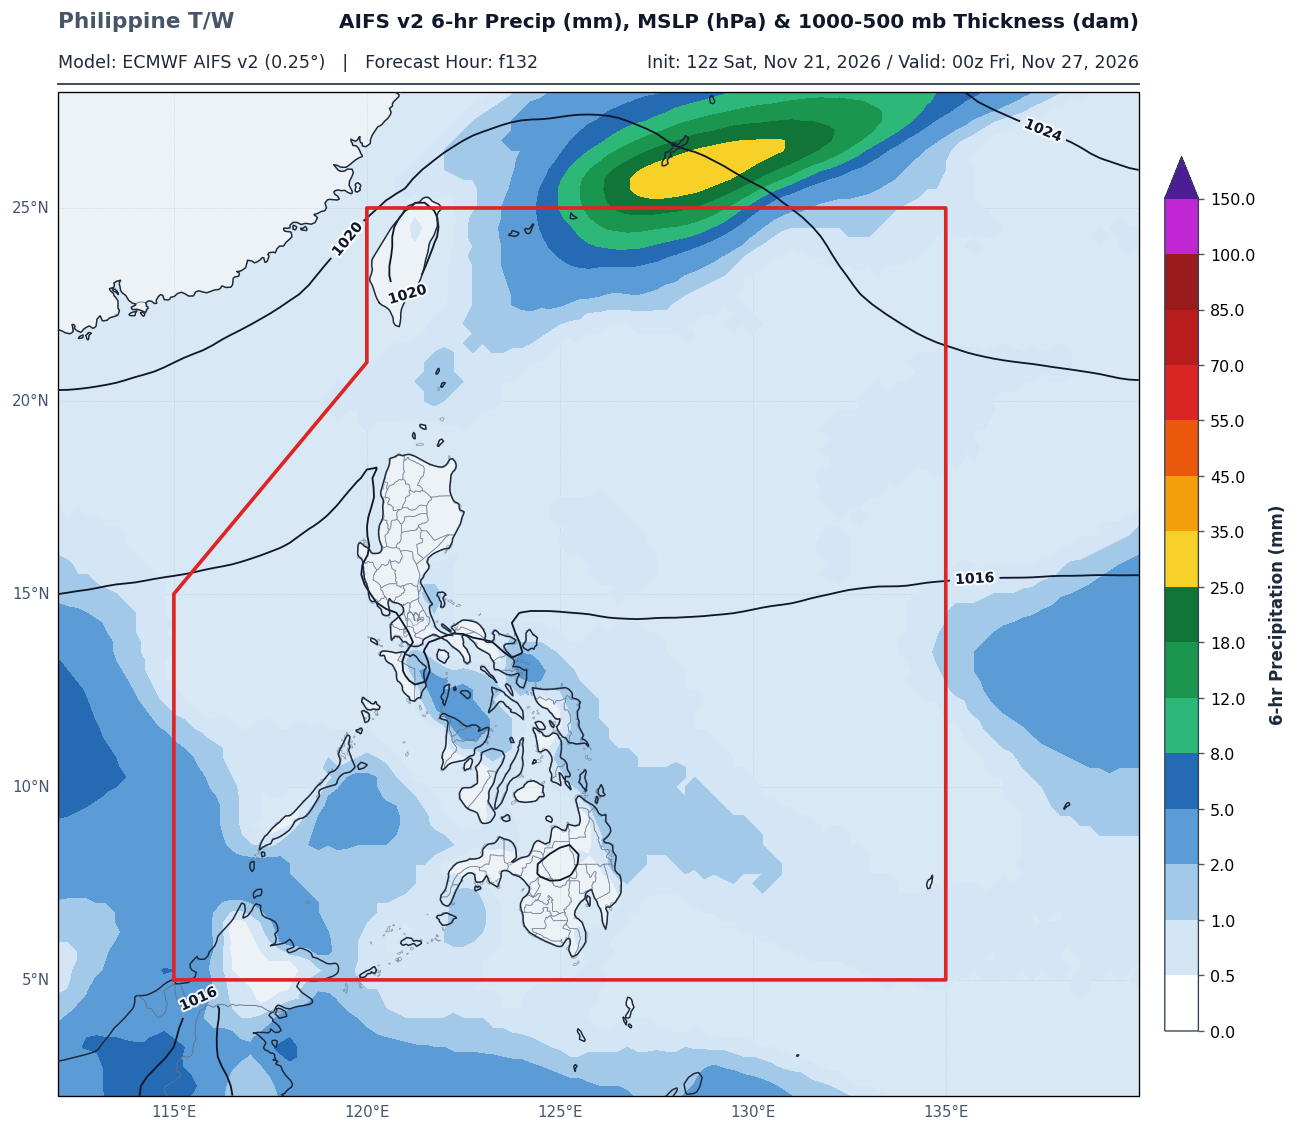 Philippine T/W
AIFS v2 6-hr Precip (mm), MSLP (hPa) & 1000-500 mb Thickness (dam)
Model: ECMWF AIFS v2 (0.25°) | Forecast Hour: f132
Init: 12z Sat, Nov 21, 2026 / Valid: 00z Fri, Nov 27, 2026
1024
1020
1020
1016
1016
25°N
20°N
15°N
10°N
5°N
115°E
120°E
125°E
130°E
135°E
150.0
100.0
85.0
70.0
55.0
45.0
35.0
25.0
18.0
12.0
8.0
5.0
2.0
1.0
0.5
0.0
6-hr Precipitation (mm)